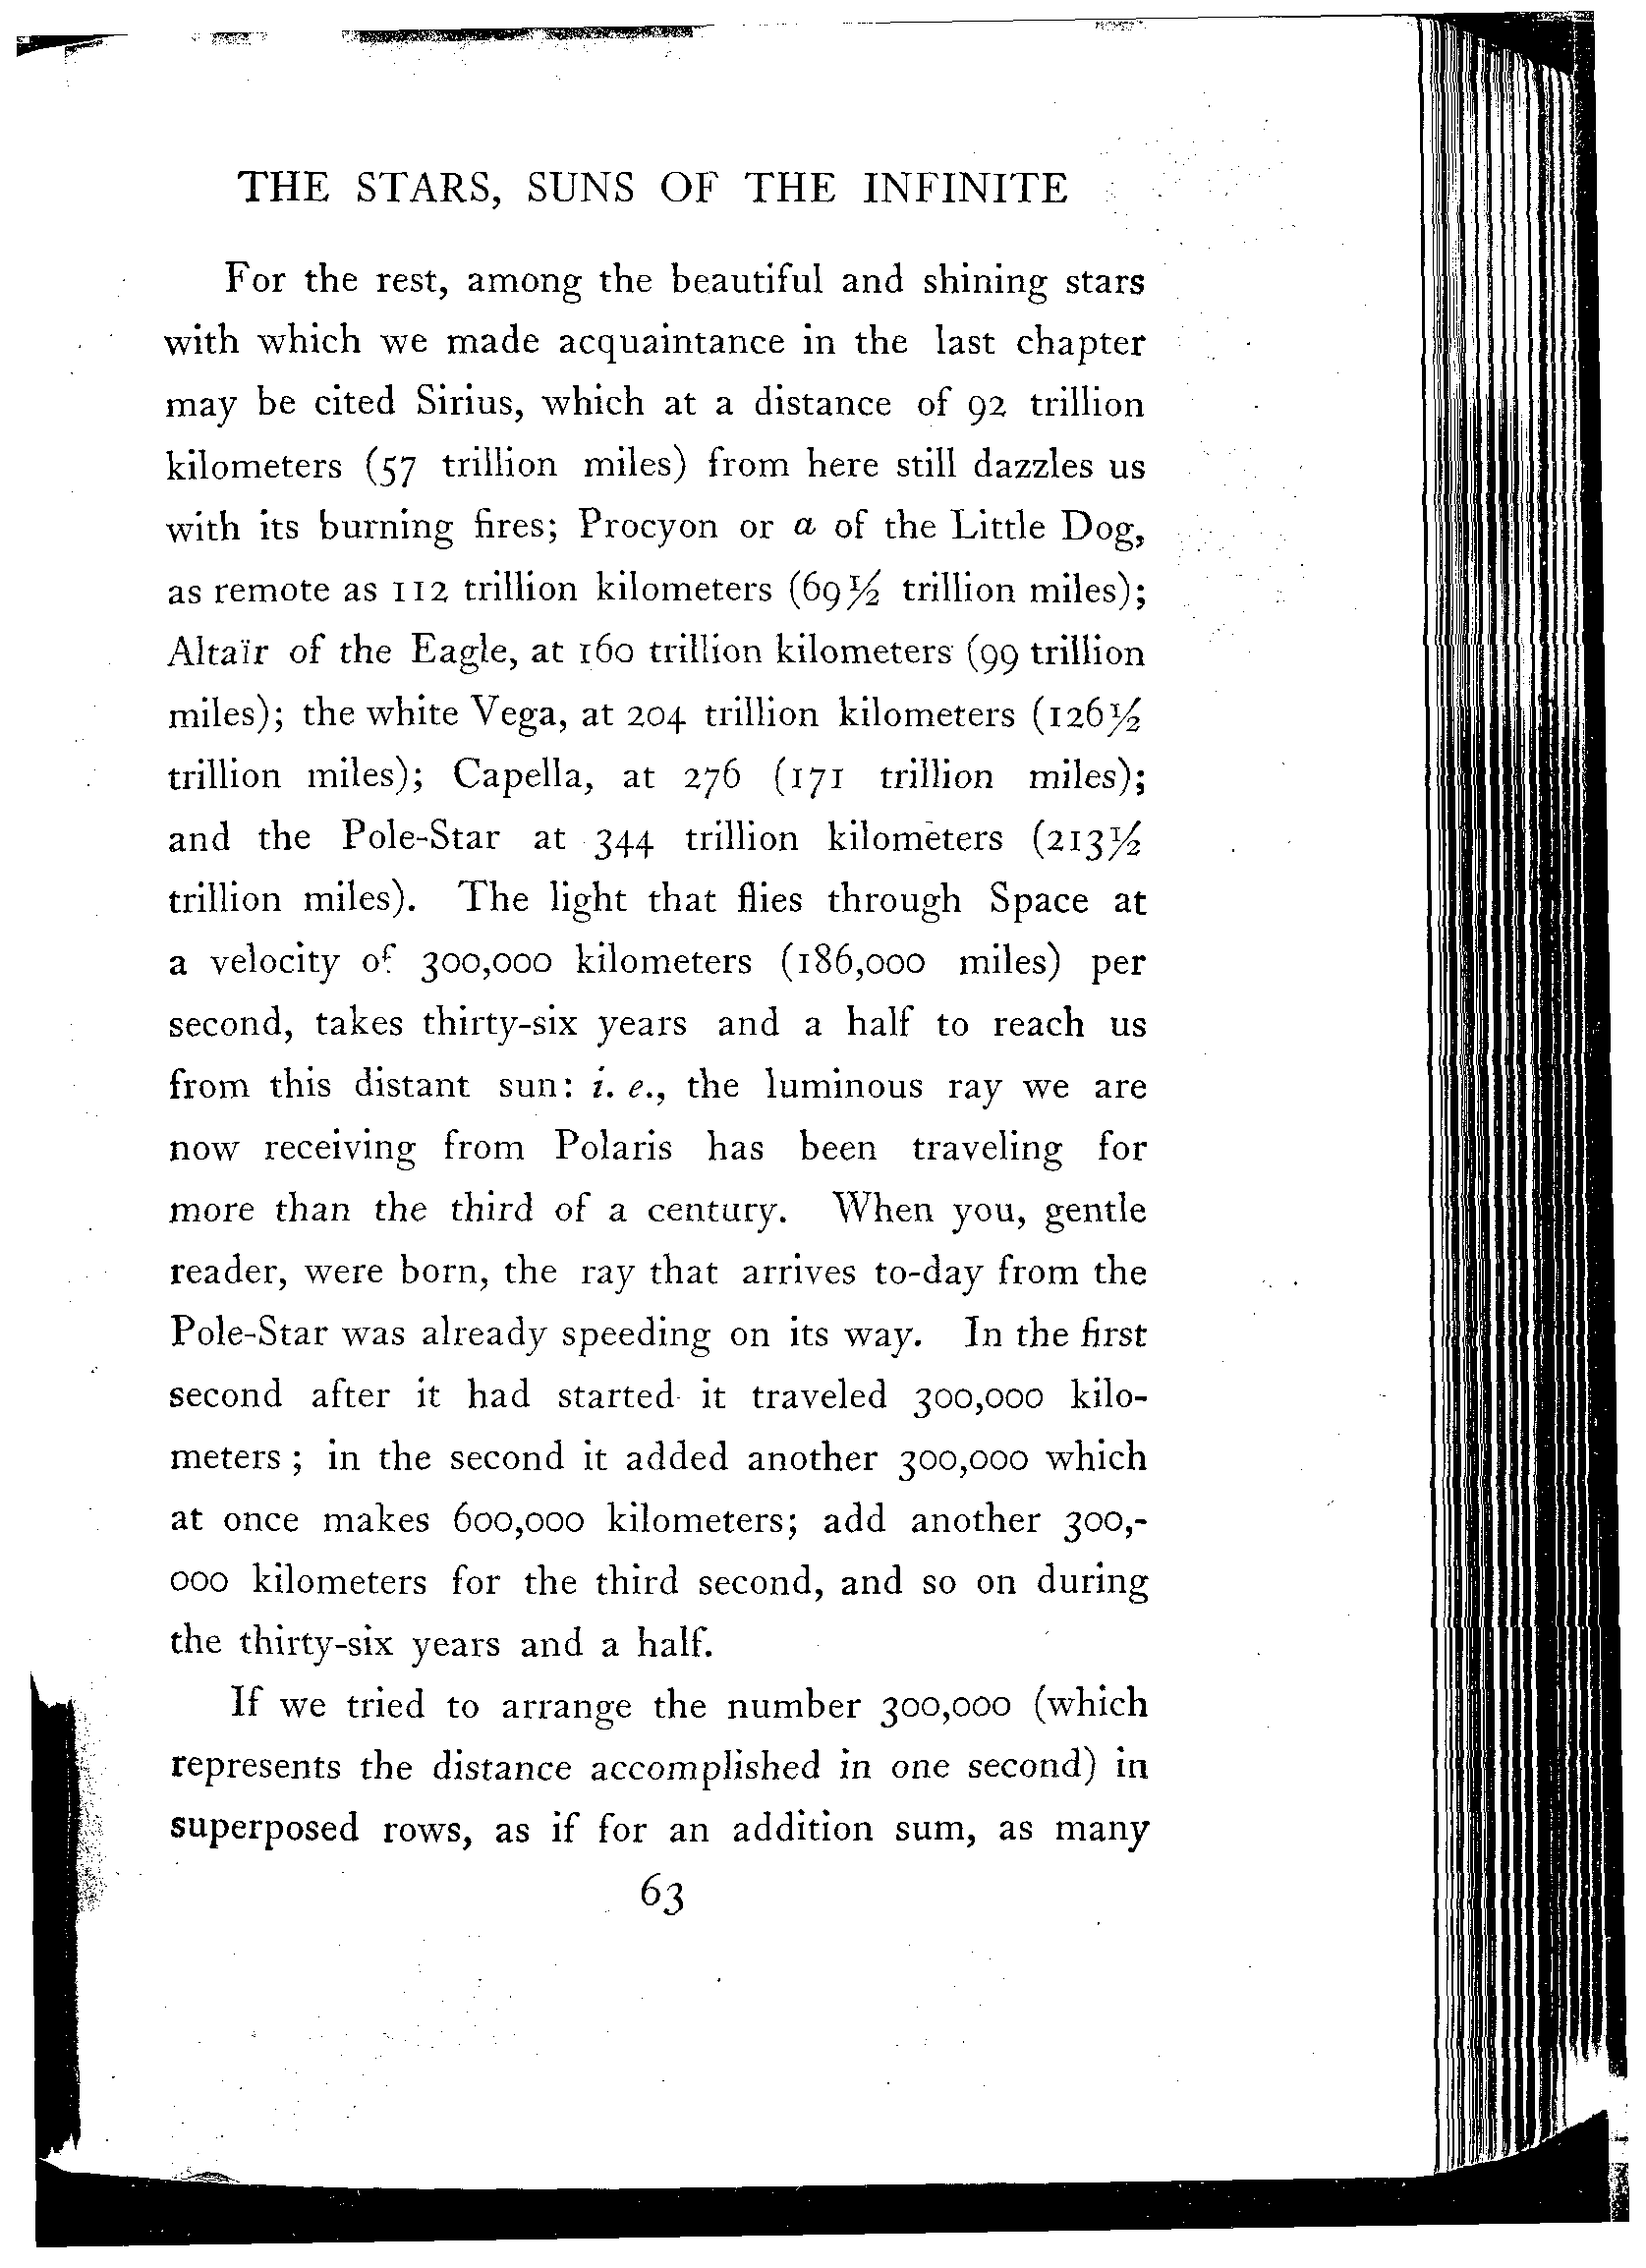 THE STARS, SUNS OF THE INFINITE
For the rest, among the beautiful and shining stars
with which we made acquaintance in the last chapter
may be cited Sirius, which at a distance of 92 trillion
kilometers (57 trillion miles) from here still dazzles us
with its burning fires; Procyon or α of the Little Dog,
as remote as 112 trillion kilometers (69½ trillion miles);
Altaïr of the Eagle, at 160 trillion kilometers (99 trillion
miles); the white Vega, at 204 trillion kilometers (126½
trillion miles); Capella, at 276 (171 trillion miles);
and the Pole-Star at 344 trillion kilometers (213½
trillion miles). The light that flies through Space at
a velocity of 300,000 kilometers (186,000 miles) per
second, takes thirty-six years and a half to reach us
from this distant sun: i. e., the luminous ray we are
now receiving from Polaris has been traveling for
more than the third of a century. When you, gentle
reader, were born, the ray that arrives to-day from the
Pole-Star was already speeding on its way. In the first
second after it had started it traveled 300,000 kilo-
meters; in the second it added another 300,000 which
at once makes 600,000 kilometers; add another 300,-
000 kilometers for the third second, and so on during
the thirty-six years and a half.
If we tried to arrange the number 300,000 (which
represents the distance accomplished in one second) in
superposed rows, as if for an addition sum, as many
63